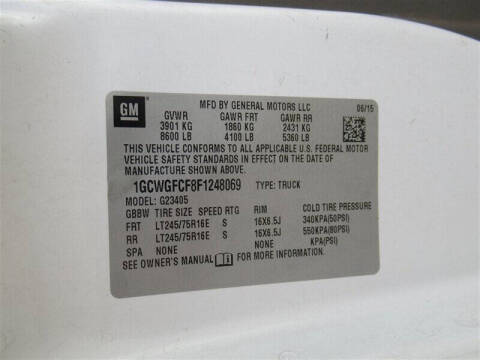 GM
MFD BY GENERAL MOTORS LLC 06/15
GVWR GAWR FRT GAWR RR
3901 KG 1860 KG 2431 KG
8600 LB 4100 LB 5360 LB
THIS VEHICLE CONFORMS TO ALL APPLICABLE U.S. FEDERAL MOTOR
VEHICLE SAFETY STANDARDS IN EFFECT ON THE DATE OF MANUFACTURE
SHOWN ABOVE.
1GCWGFCF8F1248069 TYPE: TRUCK
MODEL: G23405
GBBW TIRE SIZE SPEED RTG RIM COLD TIRE PRESSURE
FRT LT245/75R16E S 16X6.5J 340KPA(50PSI)
RR LT245/75R16E S 16X6.5J 550KPA(80PSI)
SPA NONE NONE KPA(PSI)
SEE OWNER'S MANUAL FOR MORE INFORMATION.